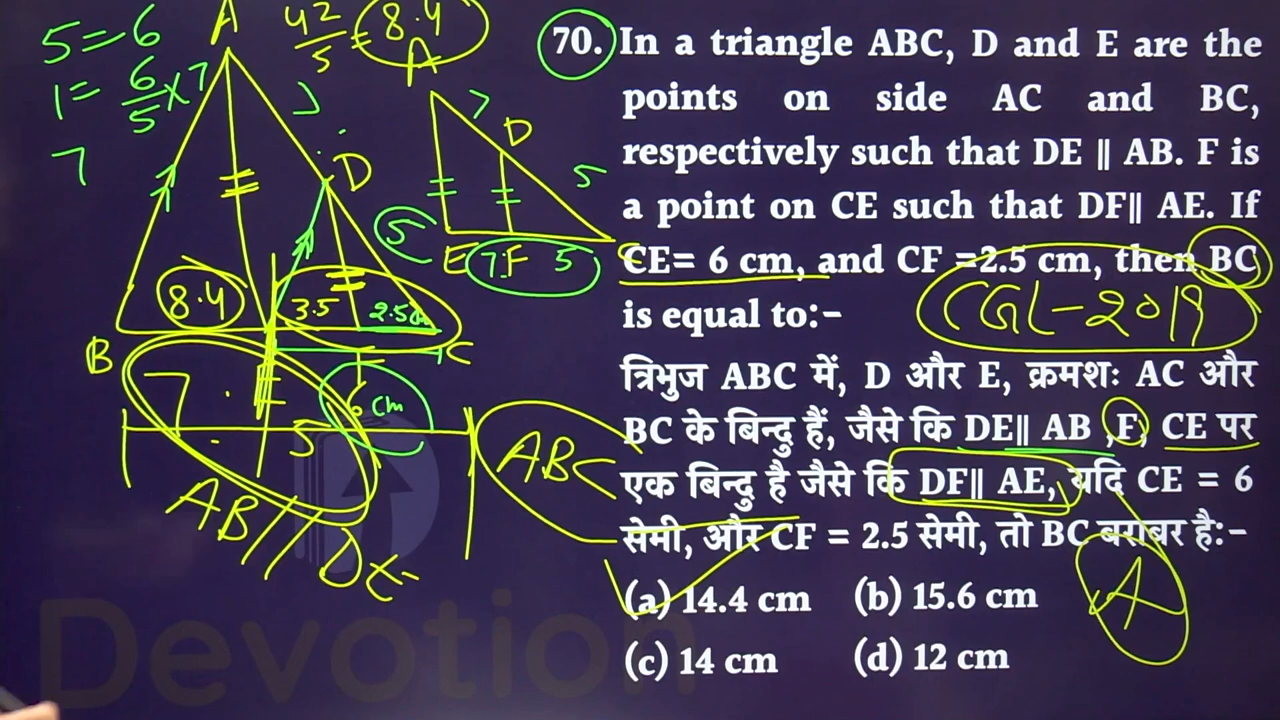 5=6
1= 6/5 ×7
7
42/5 = 8.4
A
7
D
5
8.4
3.5
2.5
B
C
6 cm
7
5
AB // DE
A
7
D
5
E
7
F
5
C
ABC
70. In a triangle ABC, D and E are the
points on side AC and BC,
respectively such that DE || AB. F is
a point on CE such that DF|| AE. If
CE= 6 cm, and CF =2.5 cm, then BC
is equal to:-
CGL-2019
त्रिभुज ABC में, D और E, क्रमशः AC और
BC के बिन्दु हैं, जैसे कि DE|| AB ,F, CE पर
एक बिन्दु है जैसे कि DF|| AE, यदि CE = 6
सेमी, और CF = 2.5 सेमी, तो BC बराबर है:-
(a) 14.4 cm (b) 15.6 cm
(c) 14 cm (d) 12 cm
A
Devotion